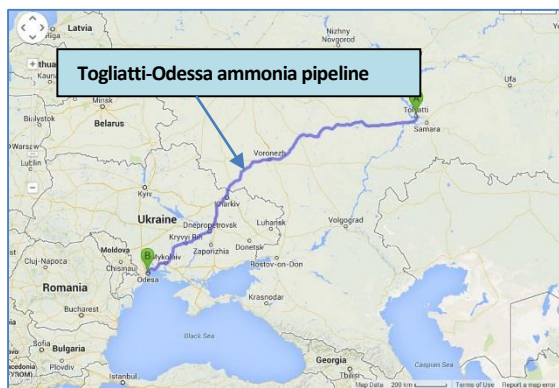 Latvia
Nizhny
Novgorod
Togliatti-Odessa ammonia pipeline
Ufa
Kaunas
Minsk
Togliatti
Samara
Bialystok
Belarus
Warsaw
Voronezh
Lublin
Kyiv
Kharkiv
Ukraine
Luhansk
Volgograd
Dnepropetrovsk
Kryvyi Rih
Donetsk
Zaporizhia
Moldova
B
Mykolaiv
Cluj-Napoca
Chisinau
Rostov-on-Don
Odesa
Romania
Krasnodar
Bucharest
Black Sea
Sofia
Bulgaria
Georgia
Caspian Sea
Tbilisi
Istanbul
Map Data
200 km
Terms of Use
Report a map error